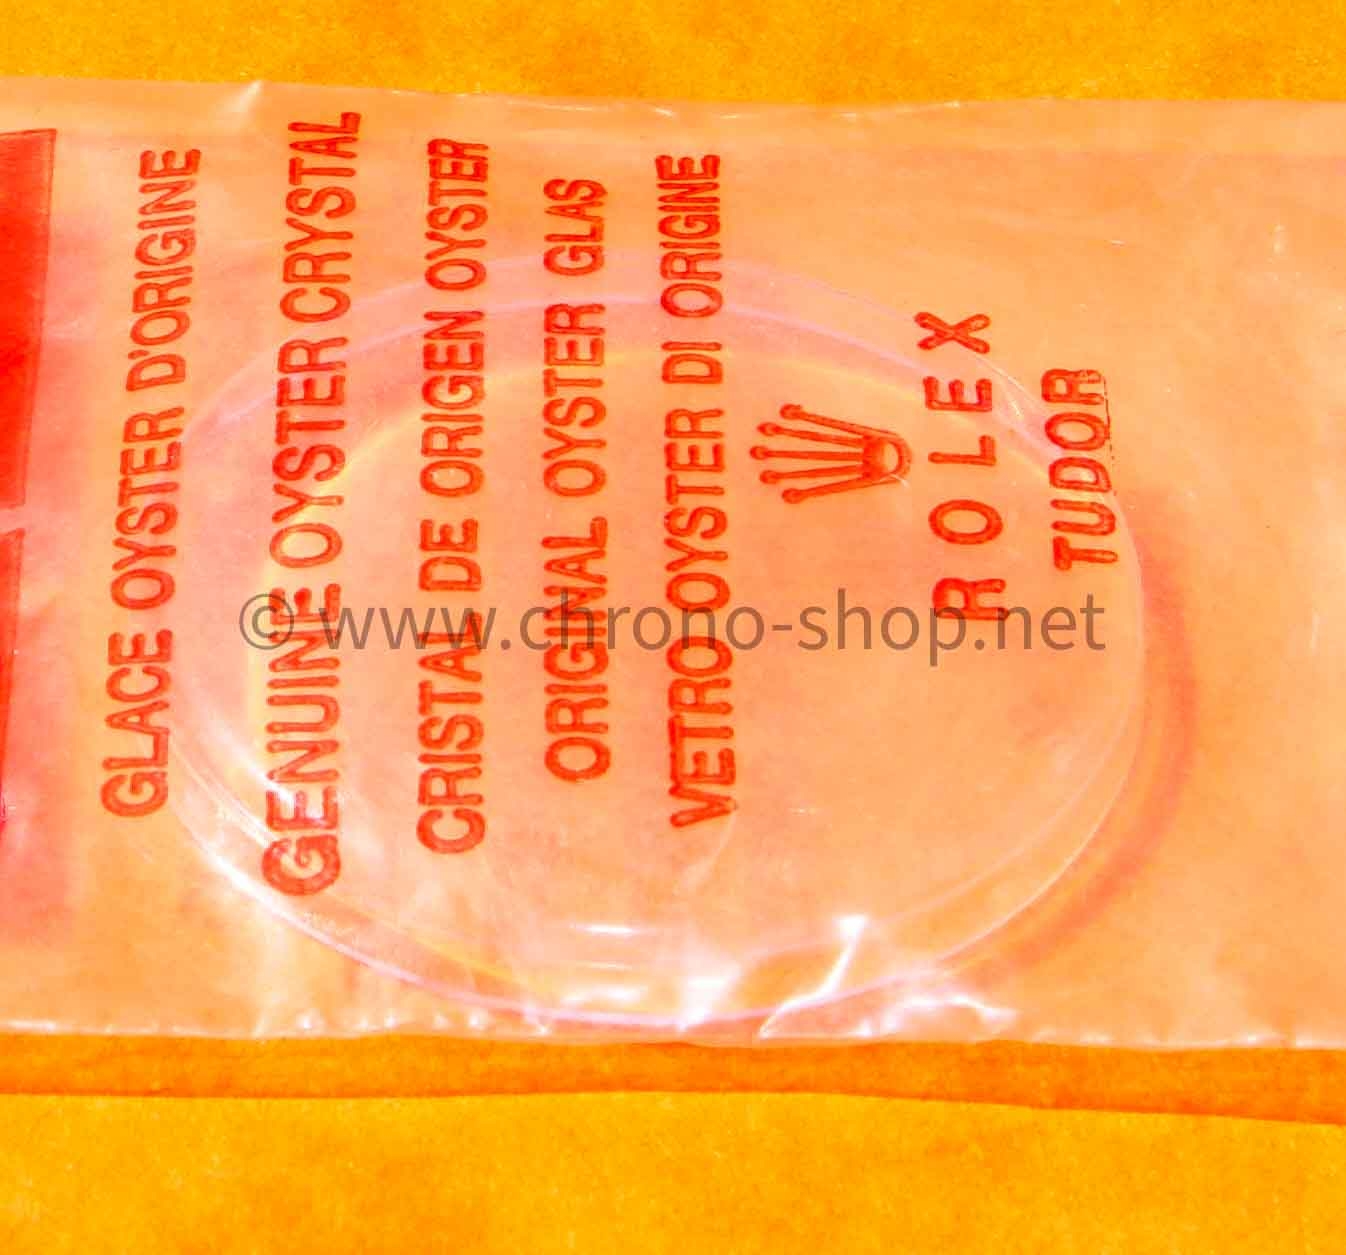 GLACE OYSTER D'ORIGINE
GENUINE OYSTER CRYSTAL
CRISTAL DE ORIGEN OYSTER
ORIGINAL OYSTER GLAS
VETRO OYSTER DI ORIGINE
ROLEX
TUDOR
© www.chrono-shop.net